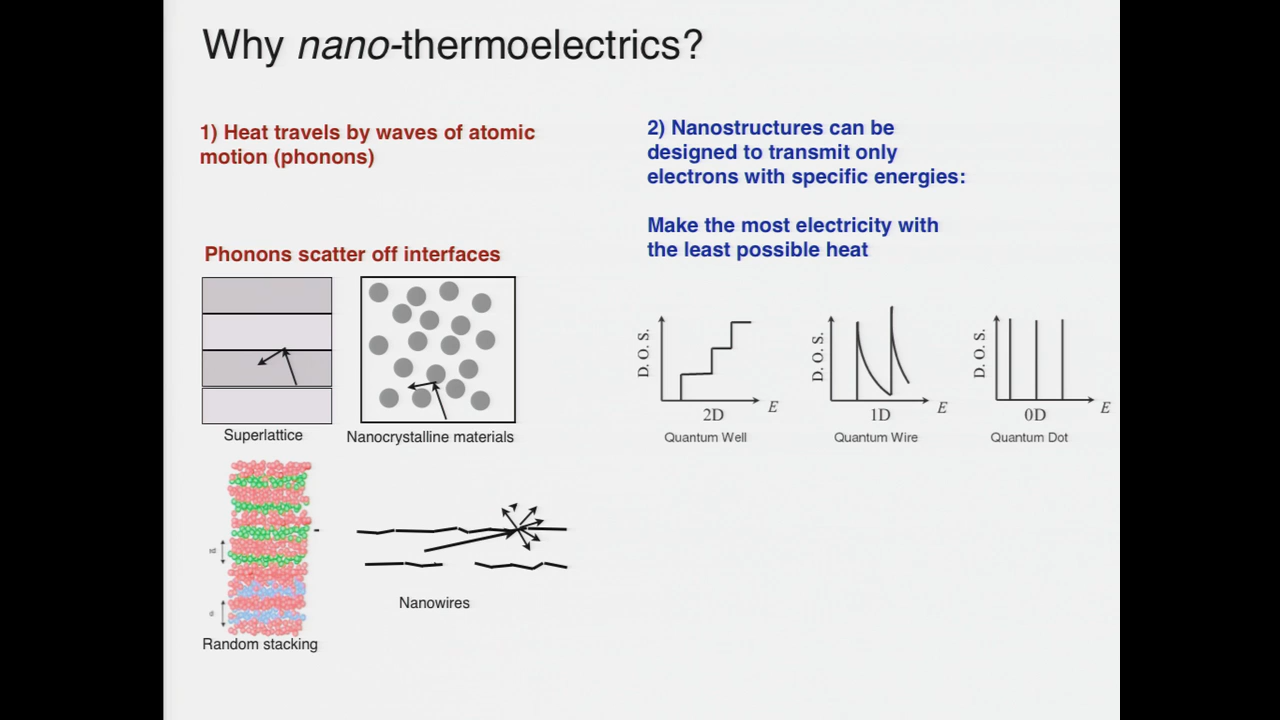 Why nano-thermoelectrics?
1) Heat travels by waves of atomic
motion (phonons)
Phonons scatter off interfaces
Superlattice
Nanocrystalline materials
Random stacking
Nanowires
2) Nanostructures can be
designed to transmit only
electrons with specific energies:
Make the most electricity with
the least possible heat
D. O. S.
E
2D
Quantum Well
D. O. S.
E
1D
Quantum Wire
D. O. S.
E
0D
Quantum Dot